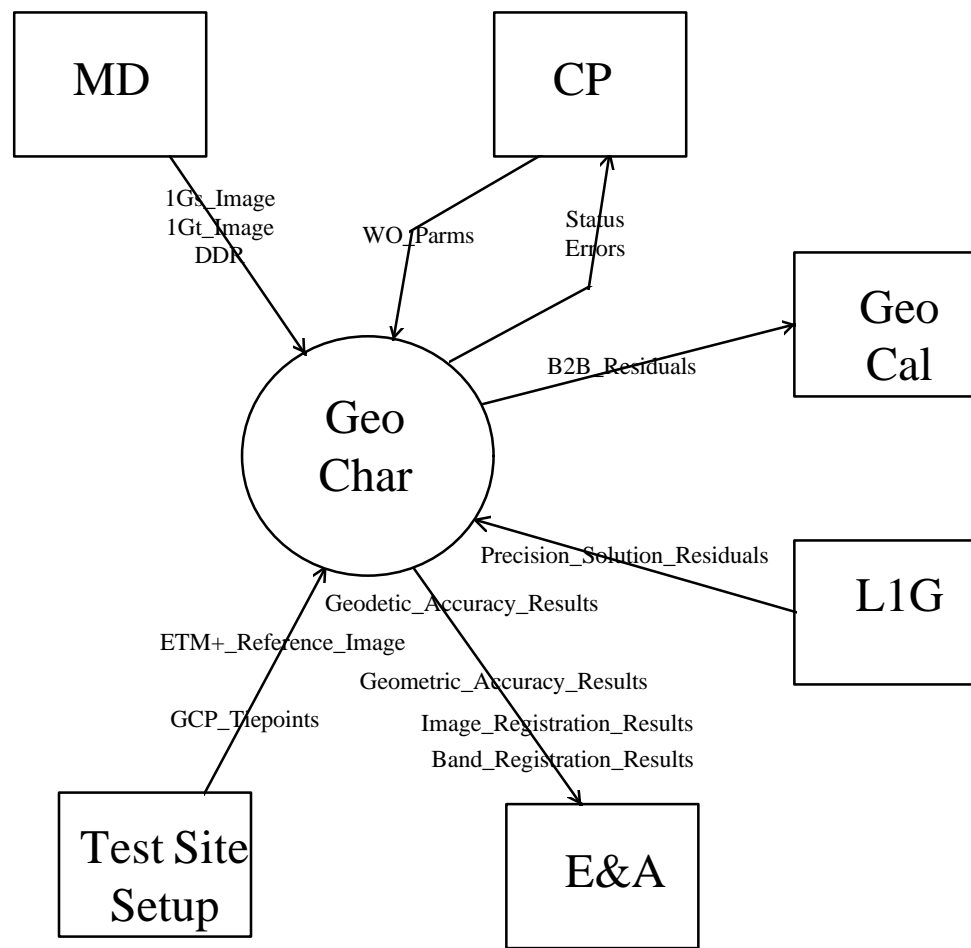 MD
CP
1Gs_Image
1Gt_Image
DDR
WO_Parms
Status
Errors
Geo
Cal
B2B_Residuals
Geo
Char
Precision_Solution_Residuals
L1G
Geodetic_Accuracy_Results
ETM+_Reference_Image
Geometric_Accuracy_Results
GCP_Tiepoints
Image_Registration_Results
Band_Registration_Results
Test Site
Setup
E&A